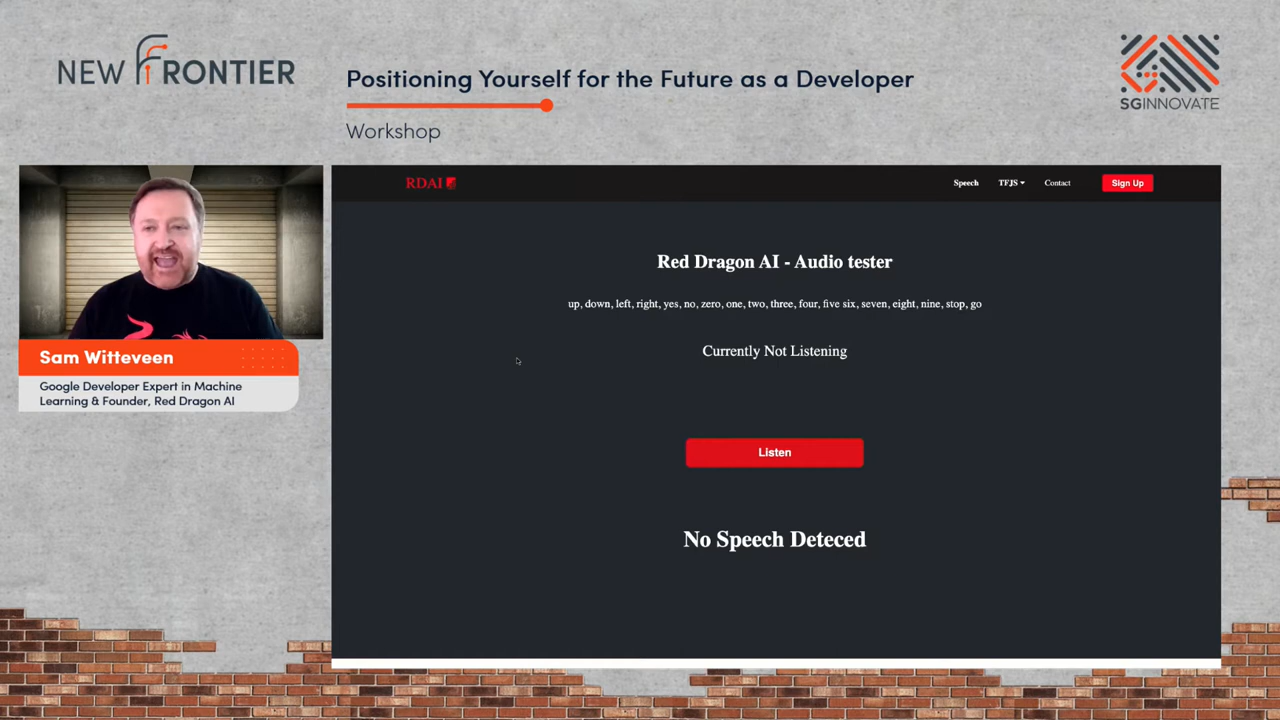 NEW FRONTIER
Positioning Yourself for the Future as a Developer
Workshop
SGINNOVATE
Sam Witteveen
Google Developer Expert in Machine
Learning & Founder, Red Dragon AI
RDAI
Speech
TFJS
Contact
Sign Up
Red Dragon AI - Audio tester
up, down, left, right, yes, no, zero, one, two, three, four, five six, seven, eight, nine, stop, go
Currently Not Listening
Listen
No Speech Deteced